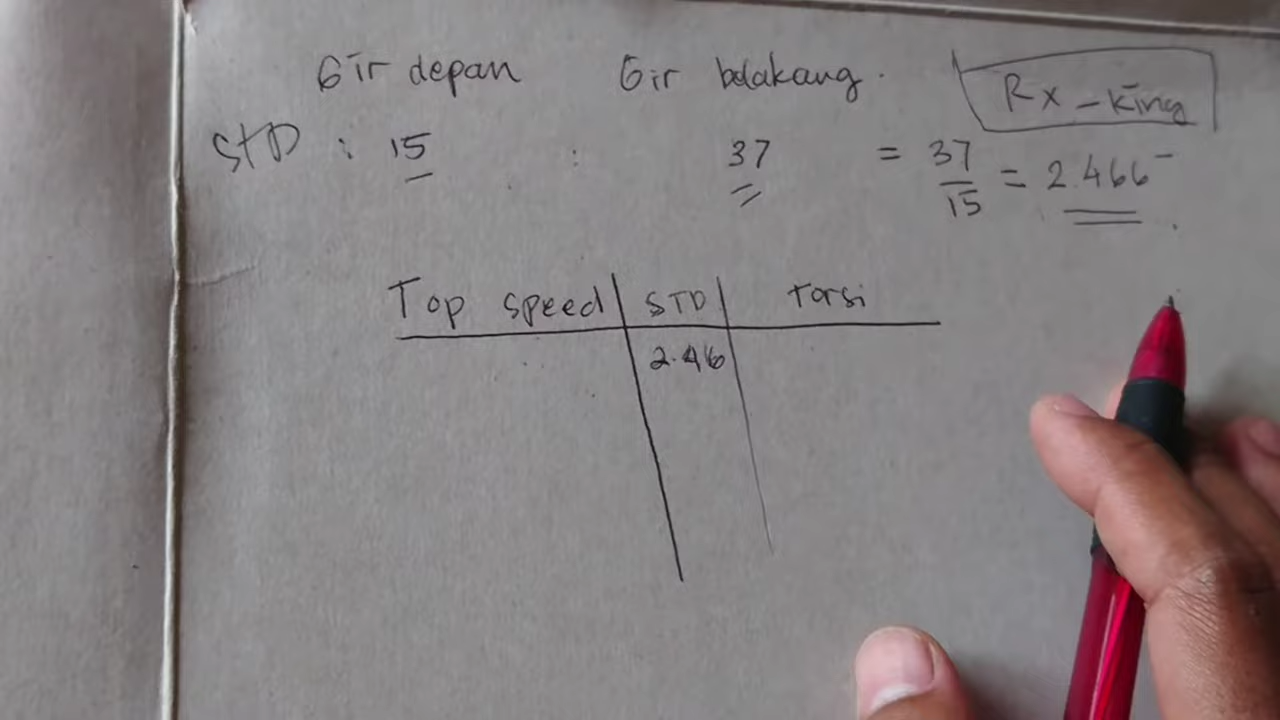 Gir depan Gir belakang. Rx-king
STD : 15 : 37 = 37/15 = 2.466-
Top speed STD torsi
2.46